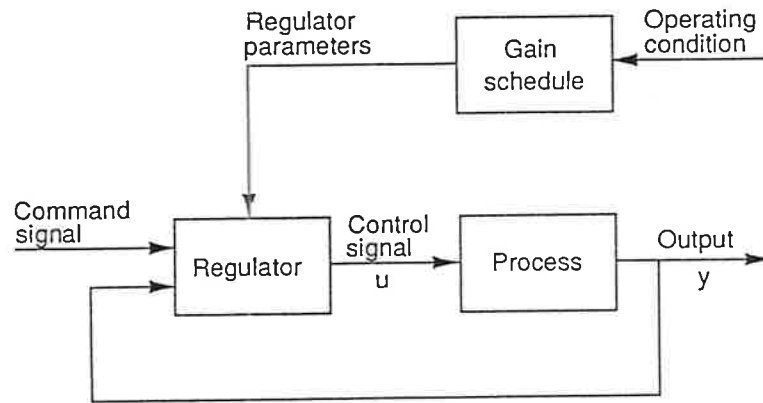 Regulator
parameters
Gain
schedule
Operating
condition
Command
signal
Regulator
Control
signal
u
Process
Output
y